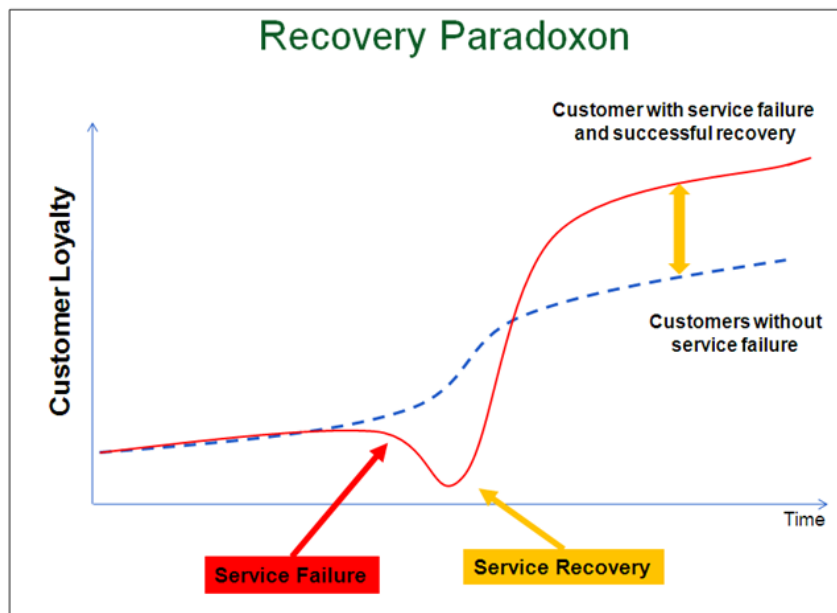 Recovery Paradoxon
Customer with service failure
and successful recovery
Customer Loyalty
Customers without
service failure
Time
Service Failure
Service Recovery